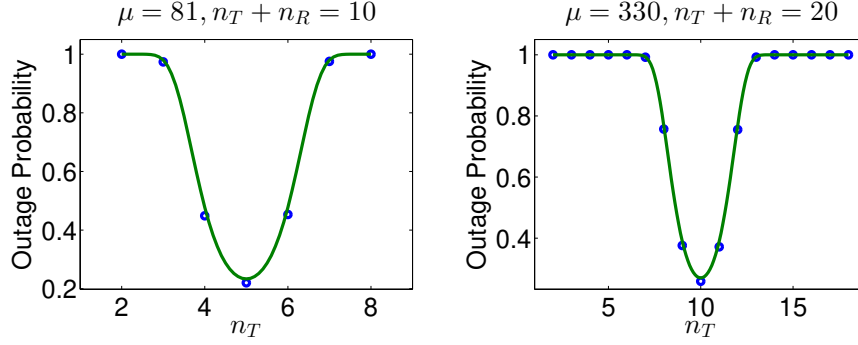 μ = 81, n_T + n_R = 10
Outage Probability
1
0.8
0.6
0.4
0.2
2 4 6 8
n_T
μ = 330, n_T + n_R = 20
Outage Probability
1
0.8
0.6
0.4
5 10 15
n_T